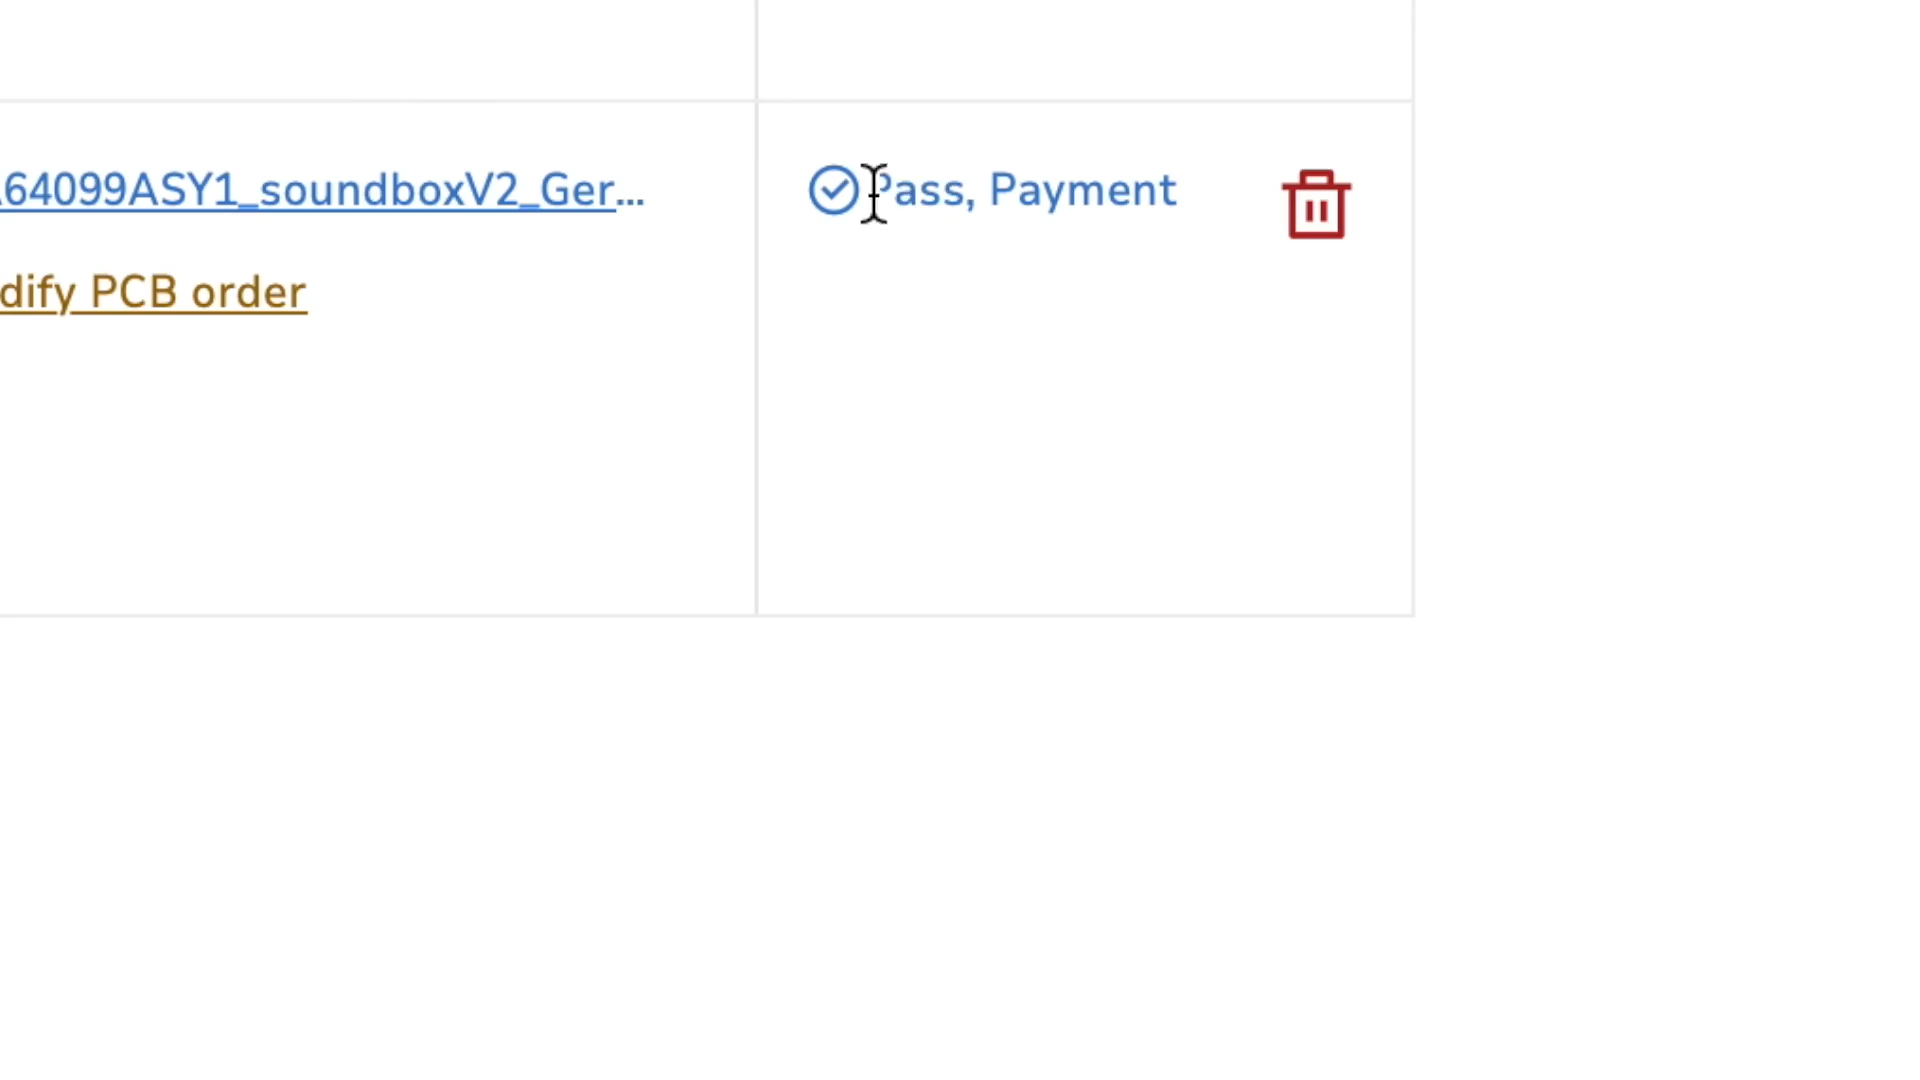 64099ASY1_soundboxV2_Ger...
Pass, Payment
dify PCB order